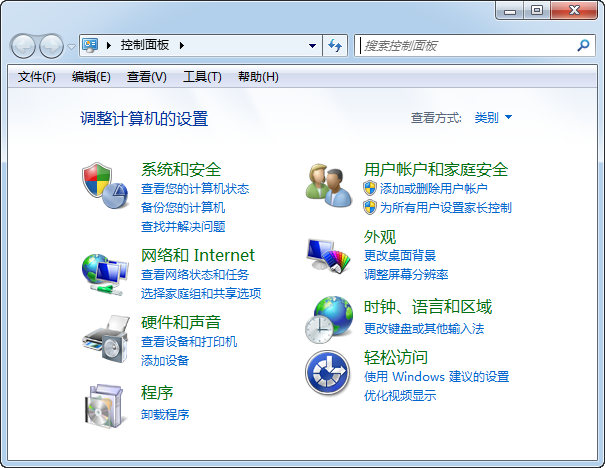 控制面板
搜索控制面板
文件(F) 编辑(E) 查看(V) 工具(T) 帮助(H)
调整计算机的设置
查看方式: 类别
系统和安全
查看您的计算机状态
备份您的计算机
查找并解决问题
网络和 Internet
查看网络状态和任务
选择家庭组和共享选项
硬件和声音
查看设备和打印机
添加设备
程序
卸载程序
用户帐户和家庭安全
添加或删除用户帐户
为所有用户设置家长控制
外观
更改桌面背景
调整屏幕分辨率
时钟、语言和区域
更改键盘或其他输入法
轻松访问
使用 Windows 建议的设置
优化视频显示